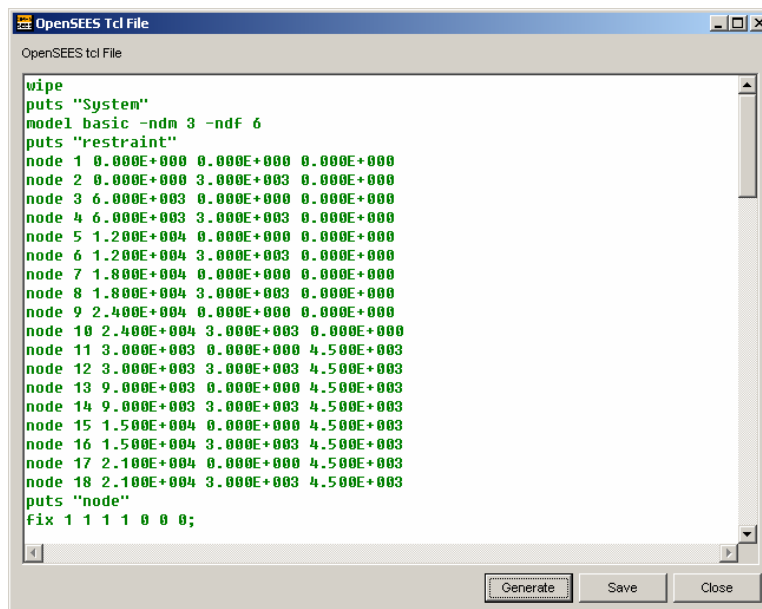 OpenSEES Tcl File
OpenSEES tcl File
wipe
puts "System"
model basic -ndm 3 -ndf 6
puts "restraint"
node 1 0.000E+000 0.000E+000 0.000E+000
node 2 0.000E+000 3.000E+003 0.000E+000
node 3 6.000E+003 0.000E+000 0.000E+000
node 4 6.000E+003 3.000E+003 0.000E+000
node 5 1.200E+004 0.000E+000 0.000E+000
node 6 1.200E+004 3.000E+003 0.000E+000
node 7 1.800E+004 0.000E+000 0.000E+000
node 8 1.800E+004 3.000E+003 0.000E+000
node 9 2.400E+004 0.000E+000 0.000E+000
node 10 2.400E+004 3.000E+003 0.000E+000
node 11 3.000E+003 0.000E+000 4.500E+003
node 12 3.000E+003 3.000E+003 4.500E+003
node 13 9.000E+003 0.000E+000 4.500E+003
node 14 9.000E+003 3.000E+003 4.500E+003
node 15 1.500E+004 0.000E+000 4.500E+003
node 16 1.500E+004 3.000E+003 4.500E+003
node 17 2.100E+004 0.000E+000 4.500E+003
node 18 2.100E+004 3.000E+003 4.500E+003
puts "node"
fix 1 1 1 1 0 0 0;
Generate Save Close